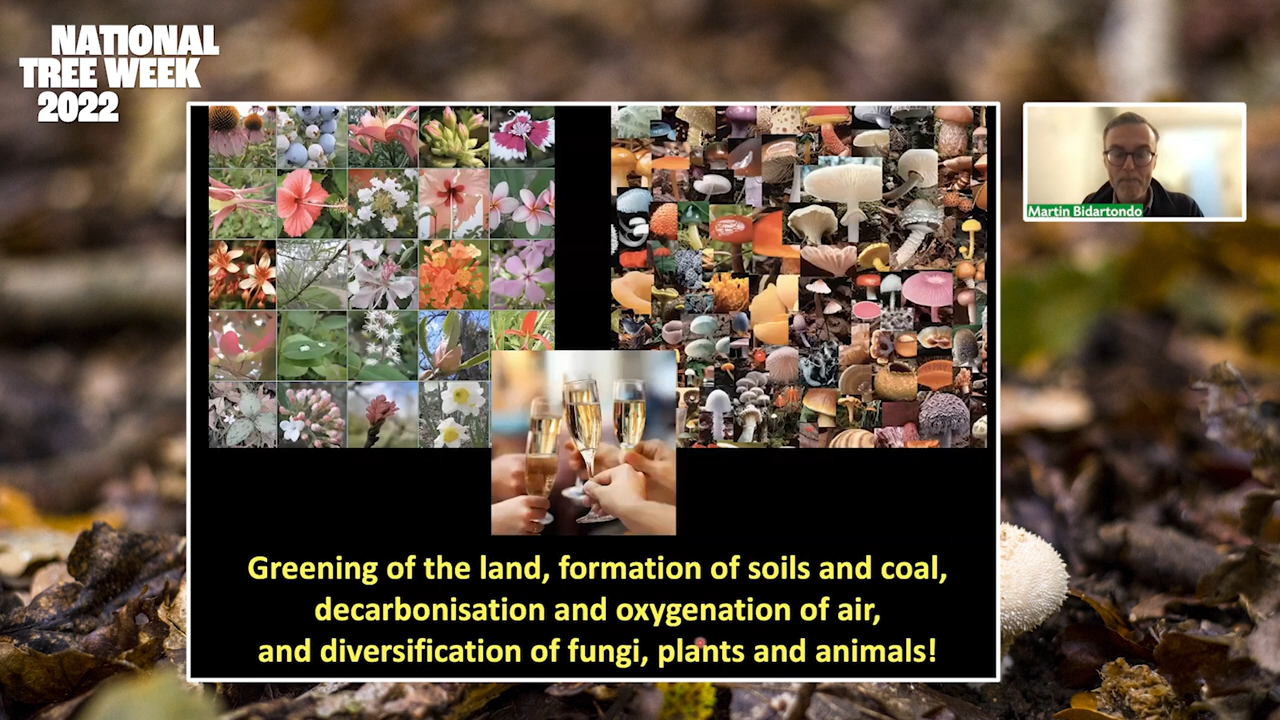 NATIONAL
TREE WEEK
2022
Martin Bidartondo
Greening of the land, formation of soils and coal,
decarbonisation and oxygenation of air,
and diversification of fungi, plants and animals!